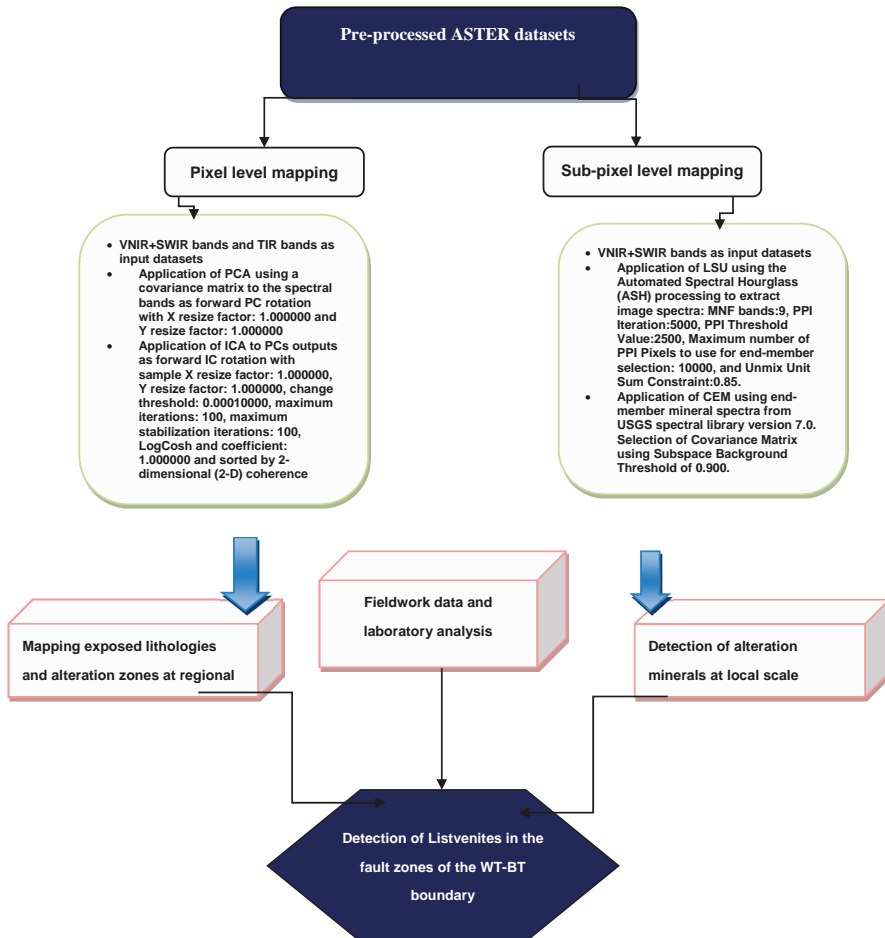 Pre-processed ASTER datasets
Pixel level mapping
Sub-pixel level mapping
• VNIR+SWIR bands and TIR bands as
input datasets
• Application of PCA using a
covariance matrix to the spectral
bands as forward PC rotation
with X resize factor: 1.000000 and
Y resize factor: 1.000000
• Application of ICA to PCs outputs
as forward IC rotation with
sample X resize factor: 1.000000,
Y resize factor: 1.000000, change
threshold: 0.00010000, maximum
iterations: 100, maximum
stabilization iterations: 100,
LogCosh and coefficient:
1.000000 and sorted by 2-
dimensional (2-D) coherence
• VNIR+SWIR bands as input datasets
• Application of LSU using the
Automated Spectral Hourglass
(ASH) processing to extract
image spectra: MNF bands:9, PPI
Iteration:5000, PPI Threshold
Value:2500, Maximum number of
PPI Pixels to use for end-member
selection: 10000, and Unmix Unit
Sum Constraint:0.85.
• Application of CEM using end-
member mineral spectra from
USGS spectral library version 7.0.
Selection of Covariance Matrix
using Subspace Background
Threshold of 0.900.
Mapping exposed lithologies
and alteration zones at regional
Fieldwork data and
laboratory analysis
Detection of alteration
minerals at local scale
Detection of Listvenites in the
fault zones of the WT-BT
boundary